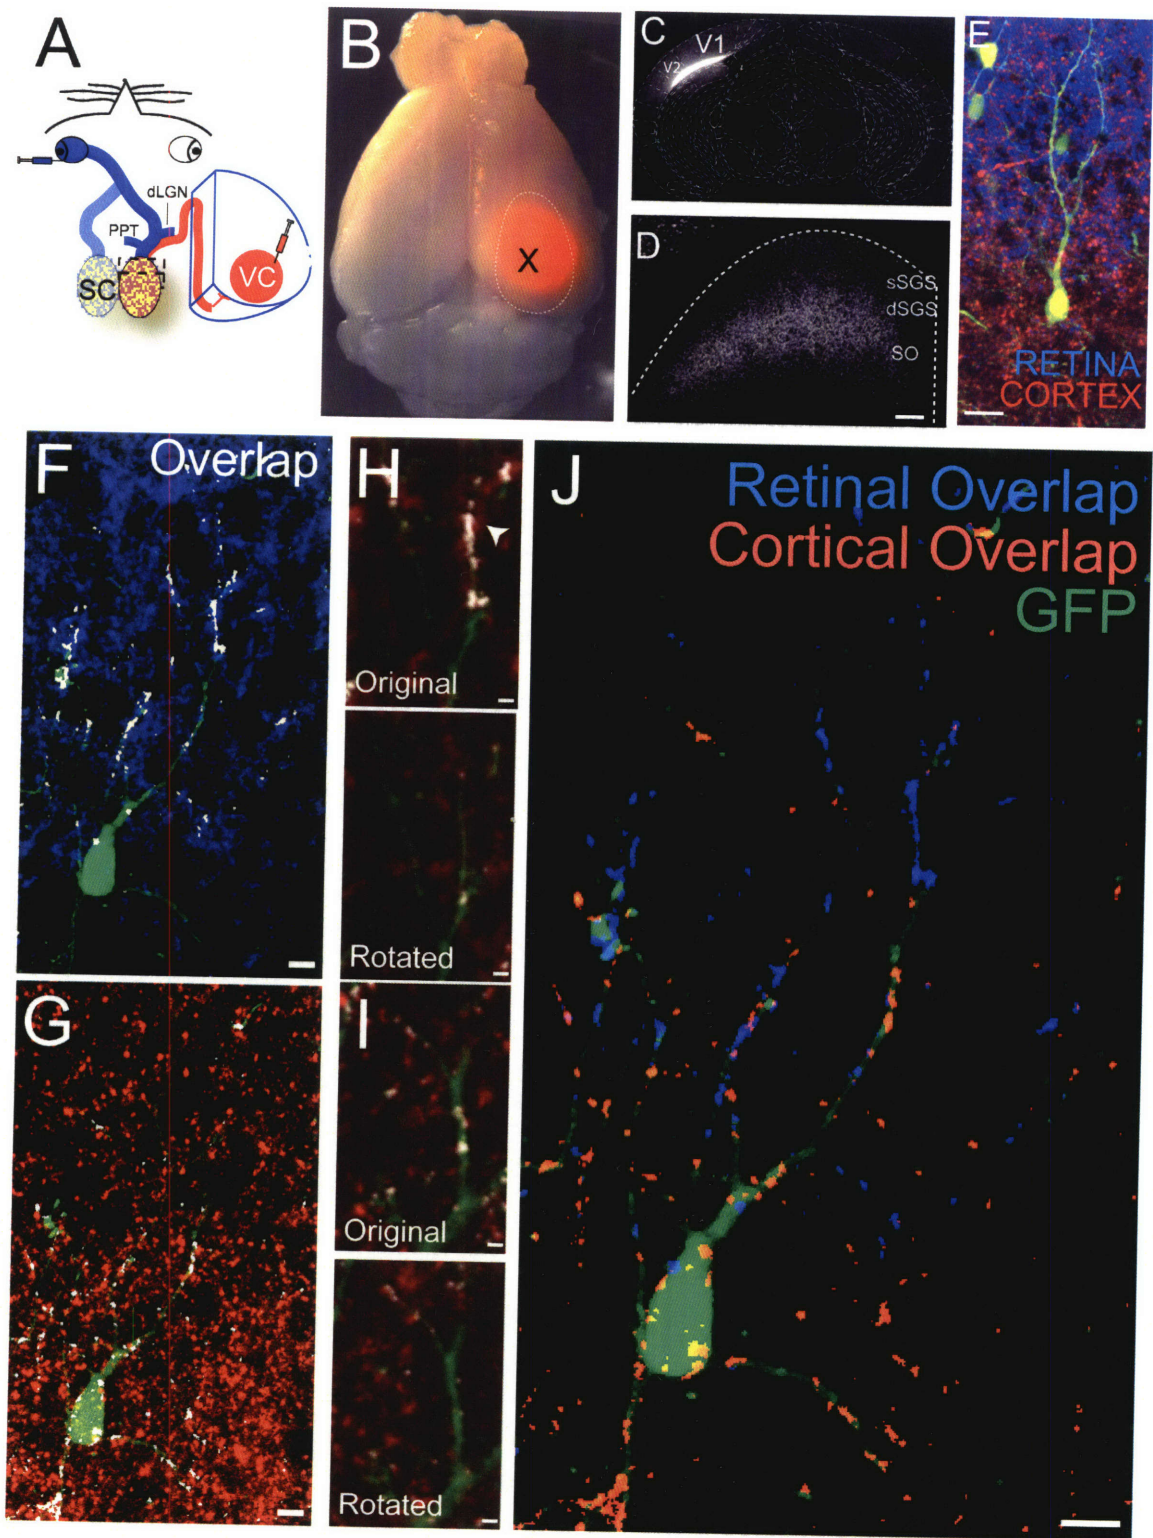 A
dLGN
PPT
SC
VC
B
X
C
V1
V2
D
sSGS
dSGS
SO
E
RETINA
CORTEX
F
Overlap
G
H
Original
Rotated
I
Original
Rotated
J
Retinal Overlap
Cortical Overlap
GFP